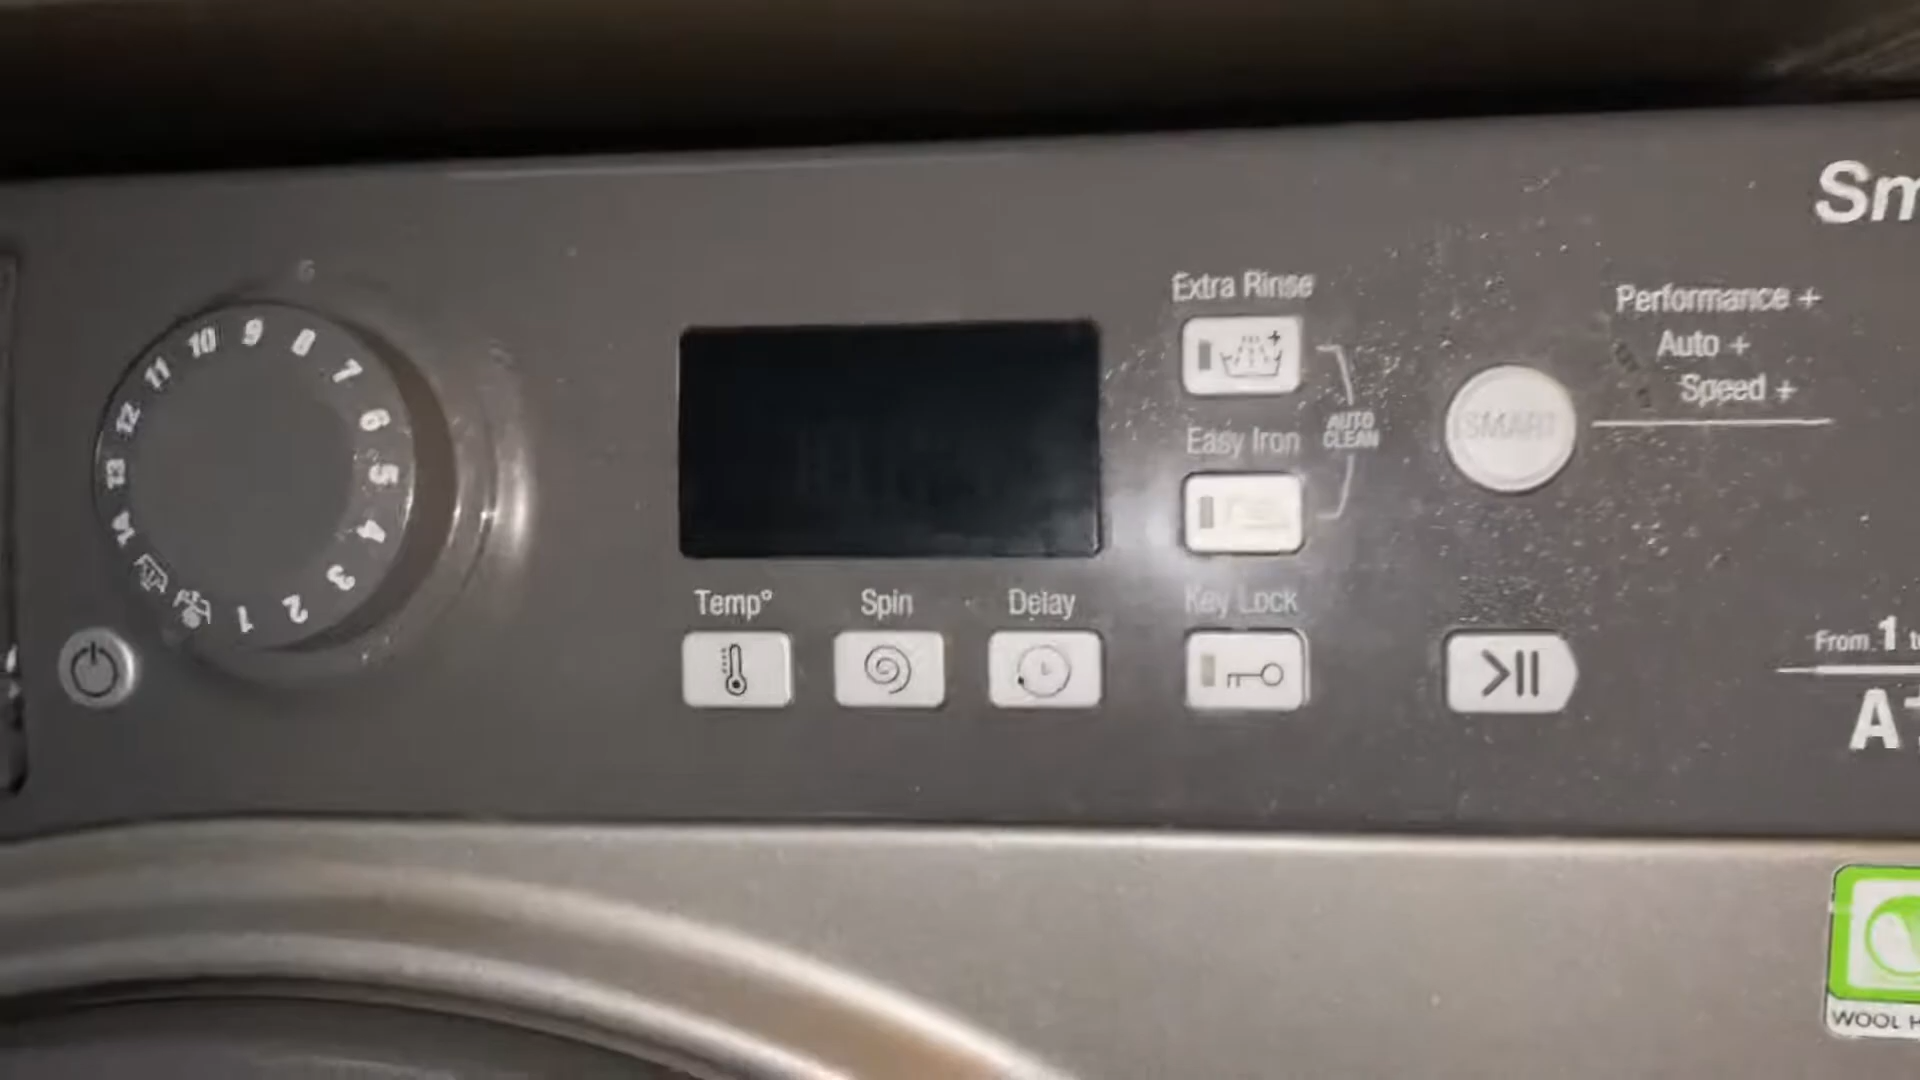 Sm
Extra Rinse
Performance +
Auto +
Speed +
10 9 8 7 6 5 4 3 2 1
11 12 13 14
SMART
AUTO
CLEAN
Easy Iron
Temp°
Spin
Delay
Key Lock
From 1 to
A
WOOL